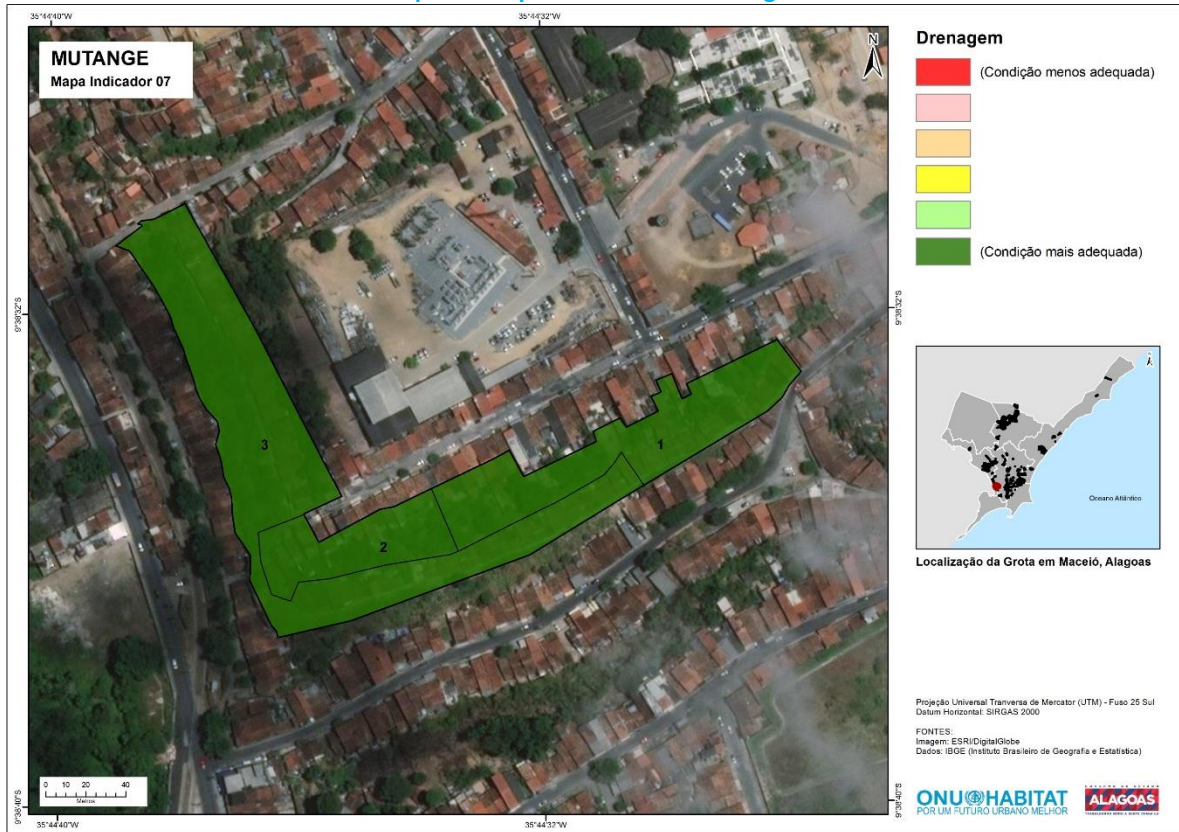 35°44'40"W
35°44'32"W
MUTANGE
Mapa Indicador 07
N
9°38'32"S
9°38'32"S
3
1
2
0 10 20 40
Metros
9°38'40"S
9°38'40"S
35°44'40"W
35°44'32"W
Drenagem
(Condição menos adequada)
(Condição mais adequada)
Oceano Atlântico
Localização da Grota em Maceió, Alagoas
Projeção Universal Tranversa de Mercator (UTM) - Fuso 25 Sul
Datum Horizontal: SIRGAS 2000
FONTES:
Imagem: ESRI/DigitalGlobe
Dados: IBGE (Instituto Brasileiro de Geografia e Estatística)
ONU HABITAT
POR UM FUTURO URBANO MELHOR
ALAGOAS